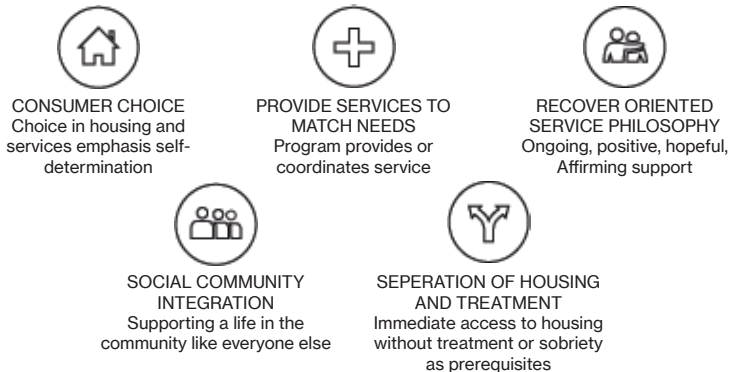 CONSUMER CHOICE
Choice in housing and
services emphasis self-
determination
PROVIDE SERVICES TO
MATCH NEEDS
Program provides or
coordinates service
RECOVER ORIENTED
SERVICE PHILOSOPHY
Ongoing, positive, hopeful,
Affirming support
SOCIAL COMMUNITY
INTEGRATION
Supporting a life in the
community like everyone else
SEPERATION OF HOUSING
AND TREATMENT
Immediate access to housing
without treatment or sobriety
as prerequisites